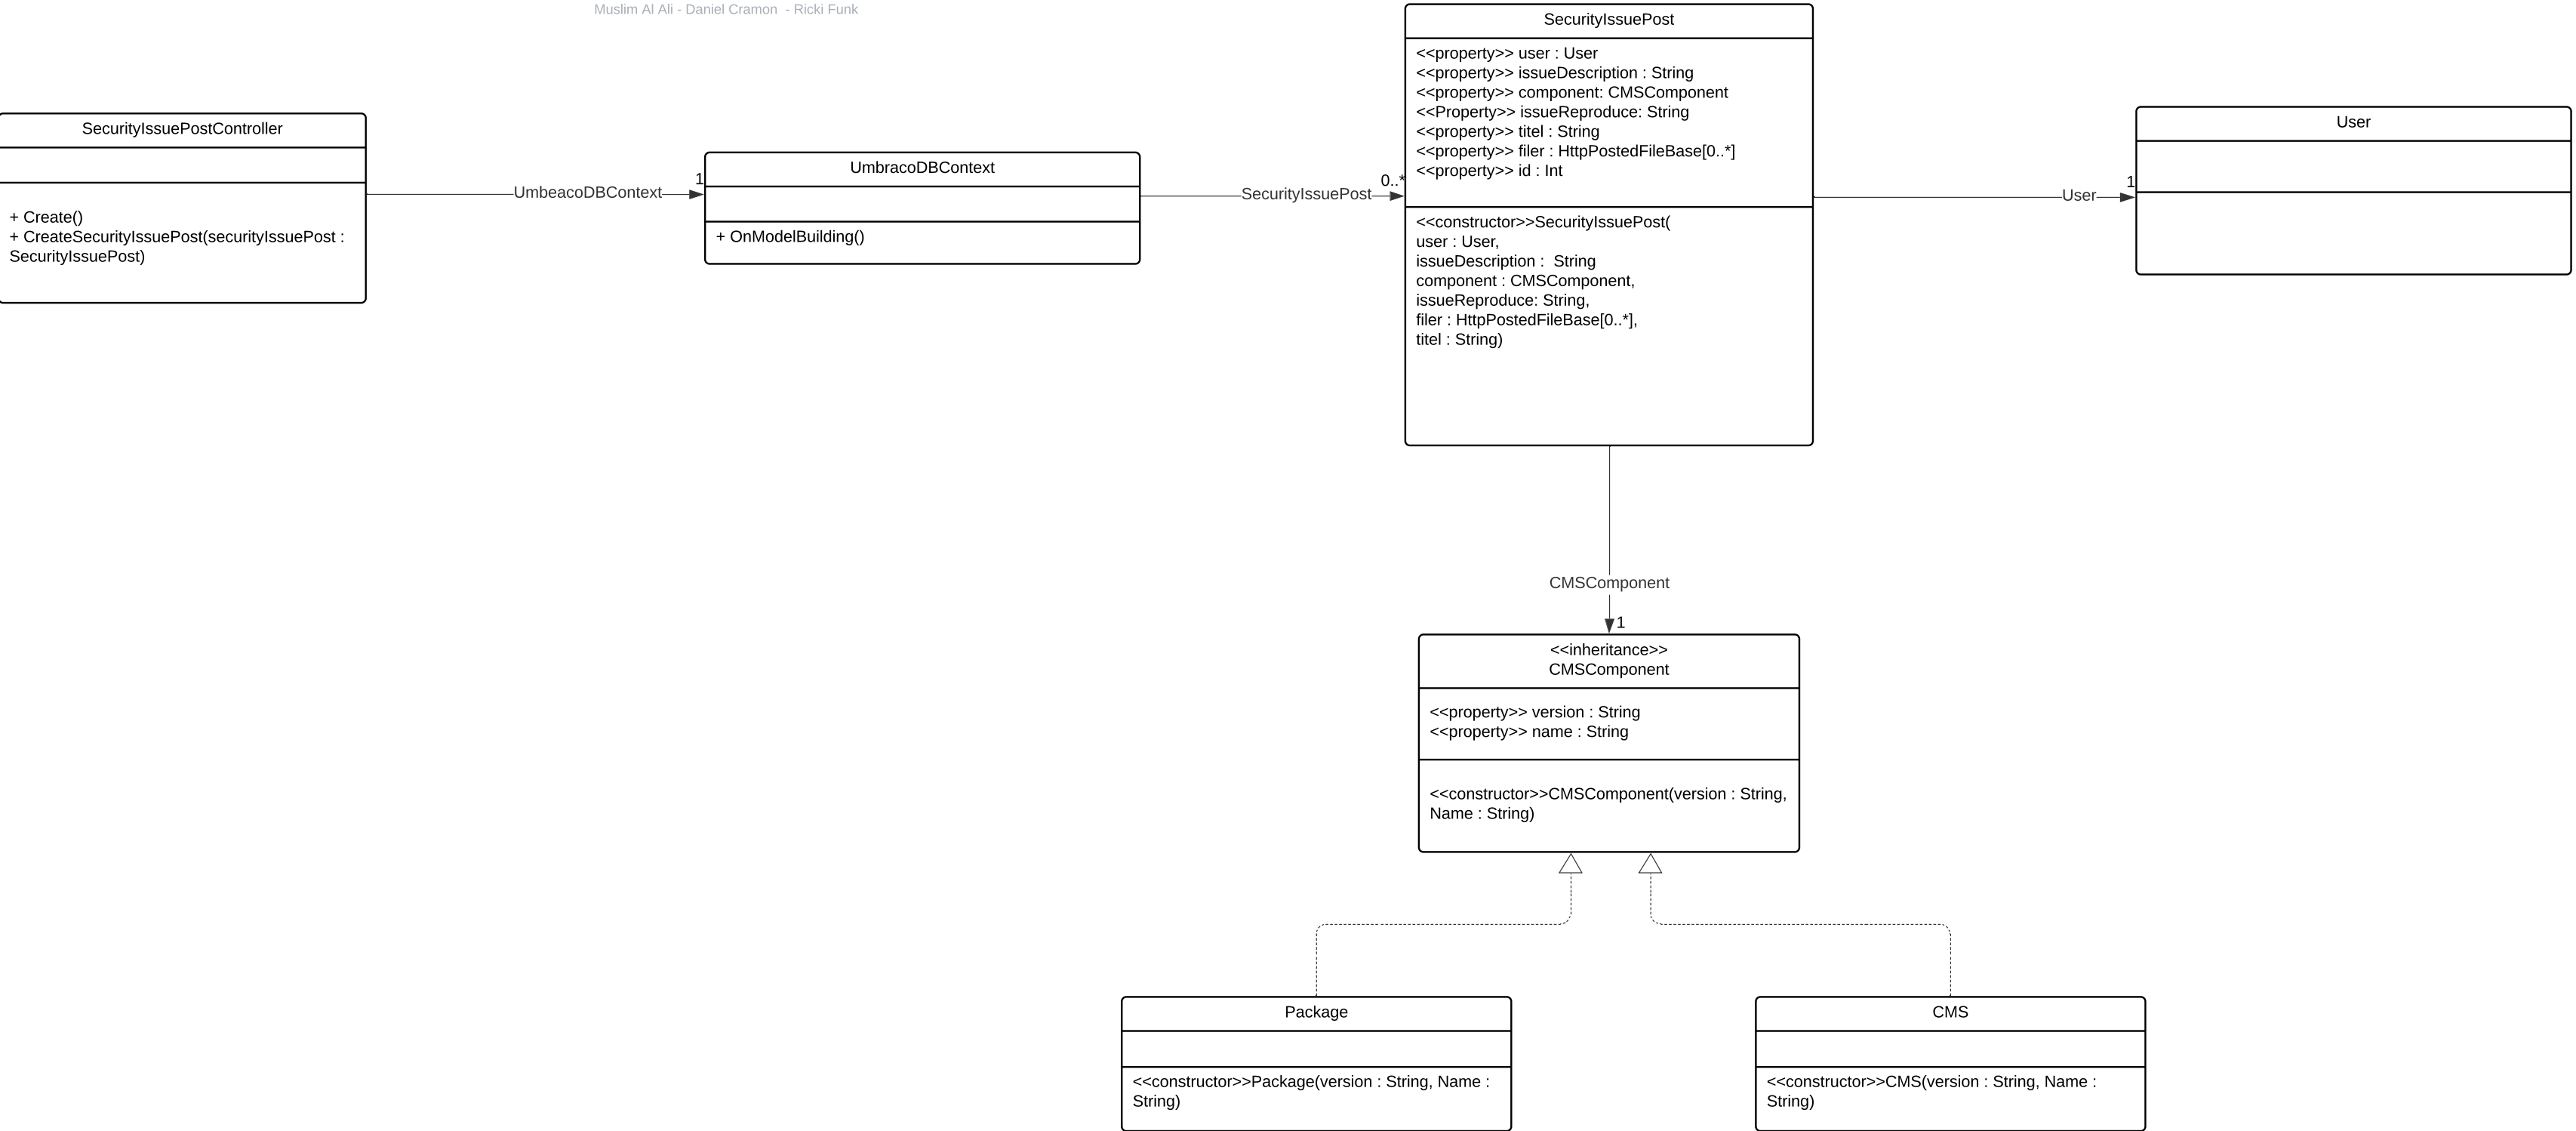 Muslim Al Ali - Daniel Cramon  - Ricki Funk
SecurityIssuePostController
+ Create()
+ CreateSecurityIssuePost(securityIssuePost :
SecurityIssuePost)
UmbeacoDBContext
1
UmbracoDBContext
+ OnModelBuilding()
SecurityIssuePost
0..*
SecurityIssuePost
<<property>> user : User
<<property>> issueDescription : String
<<property>> component: CMSComponent
<<Property>> issueReproduce: String
<<property>> titel : String
<<property>> filer : HttpPostedFileBase[0..*]
<<property>> id : Int
<<constructor>>SecurityIssuePost(
user : User,
issueDescription :  String
component : CMSComponent,
issueReproduce: String,
filer : HttpPostedFileBase[0..*],
titel : String)
User
1
User
CMSComponent
1
<<inheritance>>
CMSComponent
<<property>> version : String
<<property>> name : String
<<constructor>>CMSComponent(version : String,
Name : String)
Package
<<constructor>>Package(version : String, Name :
String)
CMS
<<constructor>>CMS(version : String, Name :
String)